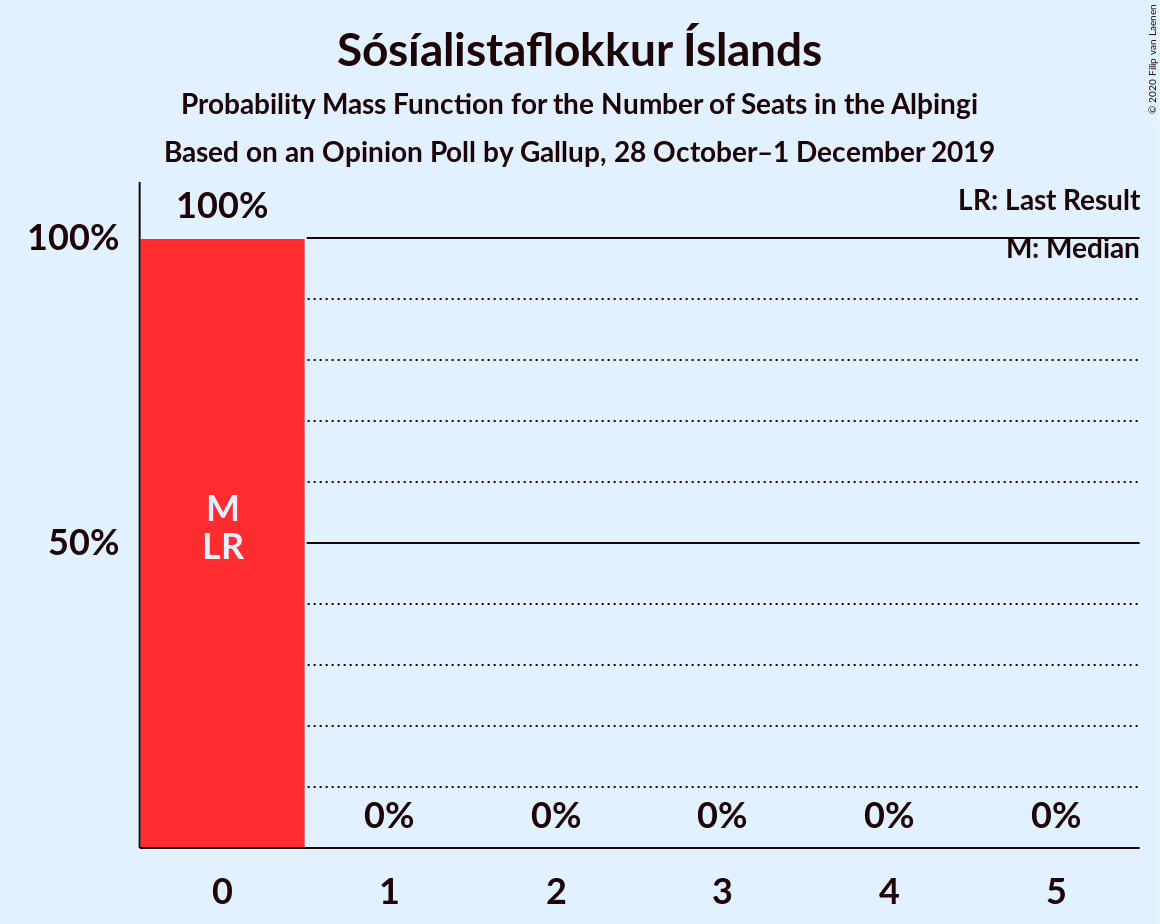 Sósíalistaflokkur Íslands
Probability Mass Function for the Number of Seats in the Alþingi
Based on an Opinion Poll by Gallup, 28 October–1 December 2019
© 2020 Filip van Laenen
LR: Last Result
M: Median
100%
100%
50%
M
LR
0% 0% 0% 0% 0%
0 1 2 3 4 5